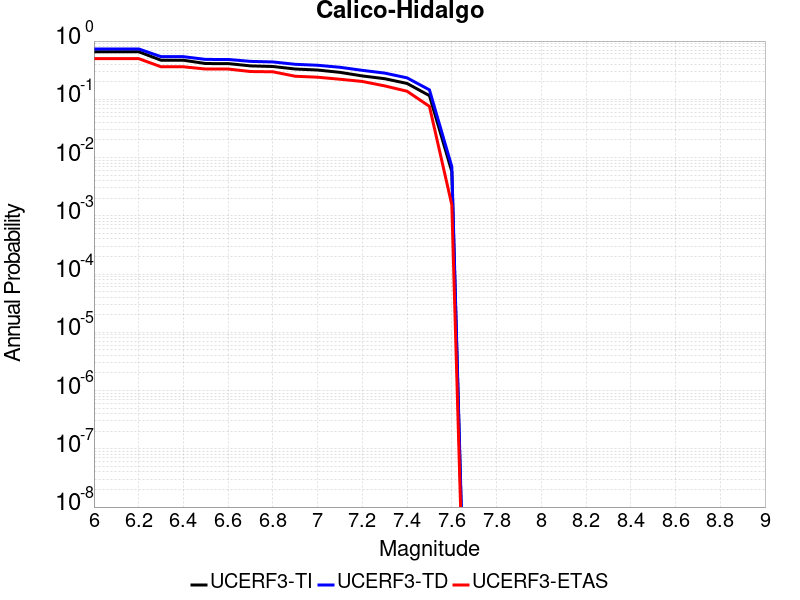 Calico-Hidalgo
10^0
10^-1
10^-2
10^-3
10^-4
10^-5
10^-6
10^-7
10^-8
Annual Probability
6 6.2 6.4 6.6 6.8 7 7.2 7.4 7.6 7.8 8 8.2 8.4 8.6 8.8 9
Magnitude
UCERF3-TI UCERF3-TD UCERF3-ETAS